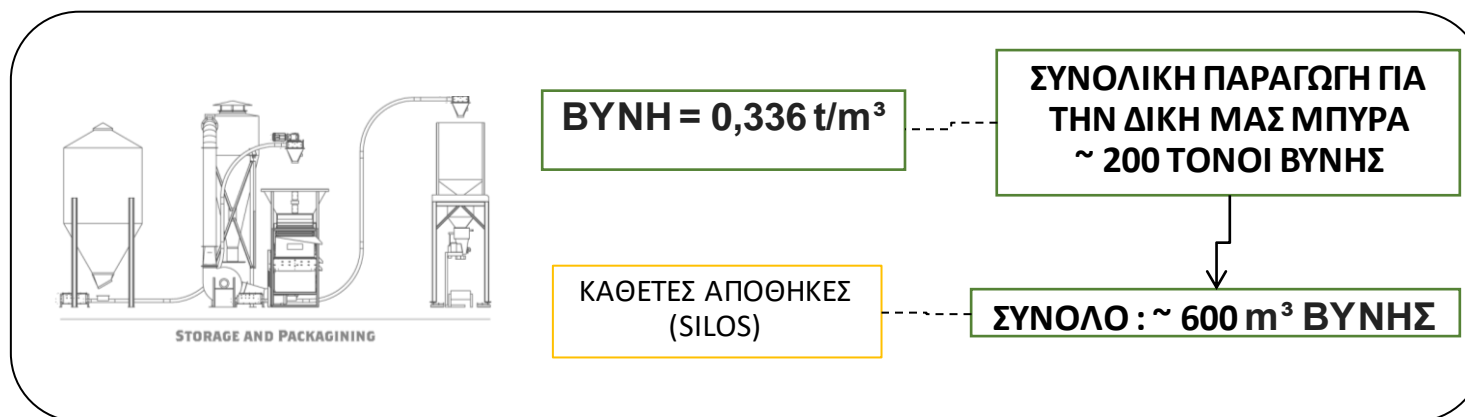 ΒΥΝΗ = 0,336 t/m³
ΣΥΝΟΛΙΚΗ ΠΑΡΑΓΩΓΗ ΓΙΑ
ΤΗΝ ΔΙΚΗ ΜΑΣ ΜΠΥΡΑ
~ 200 ΤΟΝΟΙ ΒΥΝΗΣ
ΚΑΘΕΤΕΣ ΑΠΟΘΗΚΕΣ
(SILOS)
ΣΥΝΟΛΟ : ~ 600 m³ ΒΥΝΗΣ
STORAGE AND PACKAGINING